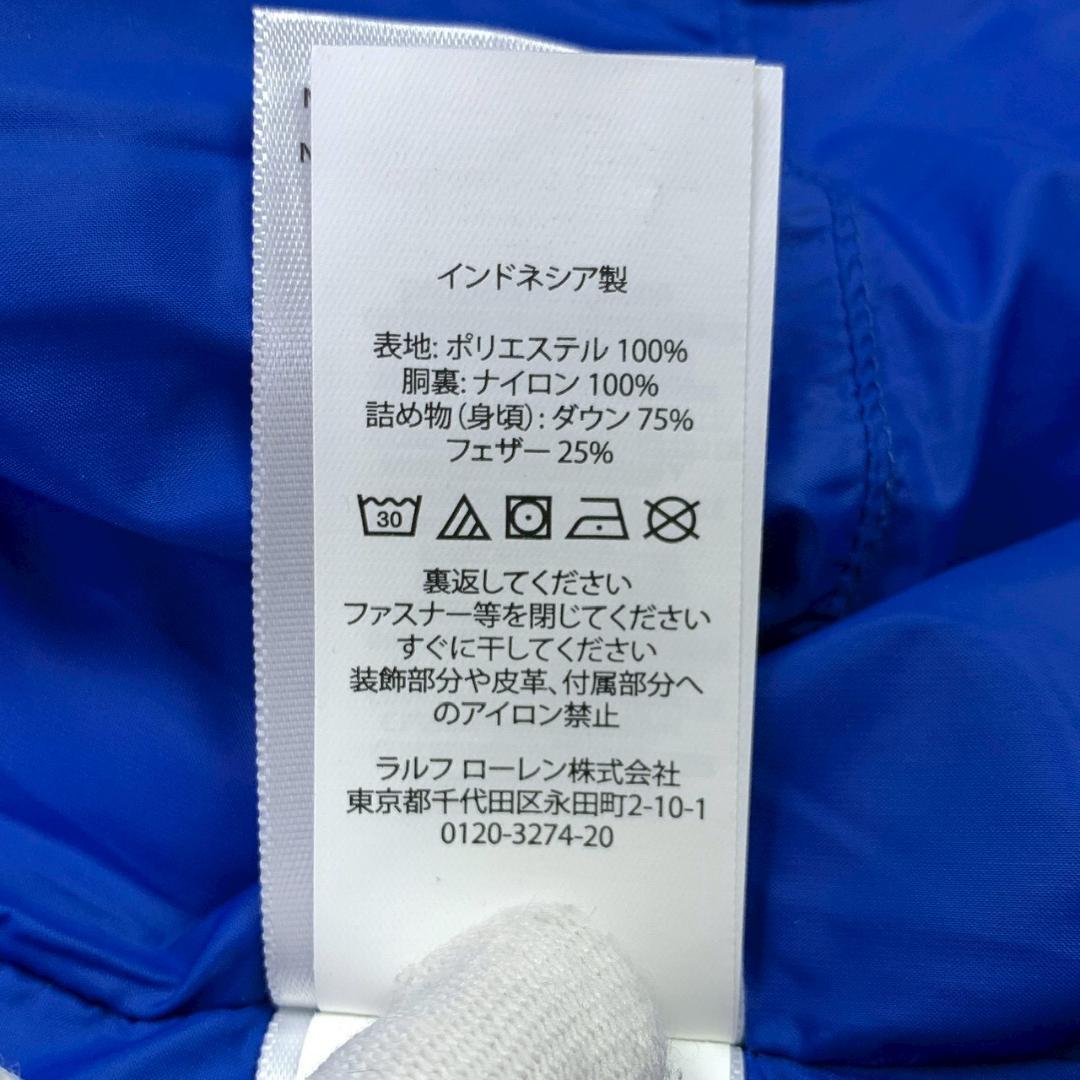 インドネシア製
表地: ポリエステル 100%
胴裏: ナイロン 100%
詰め物 (身頃) : ダウン 75%
フェザー 25%
30
裏返してください
ファスナー等を閉じてください
すぐに干してください
装飾部分や皮革、付属部分へ
のアイロン禁止
ラルフ ローレン株式会社
東京都千代田区永田町2-10-1
0120-3274-20